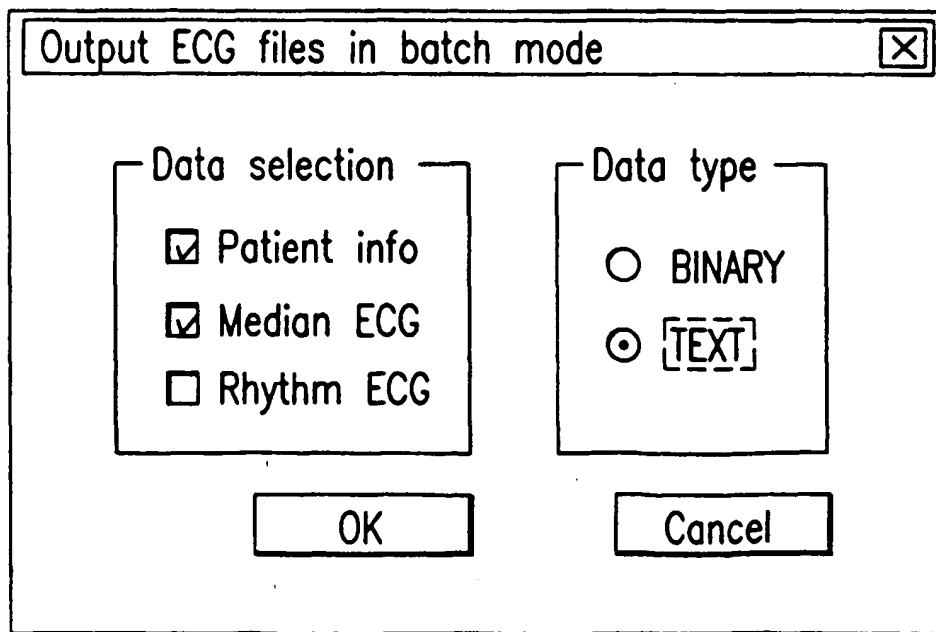 Output ECG files in batch mode
Data selection
Patient info
Median ECG
Rhythm ECG
Data type
BINARY
TEXT
OK
Cancel